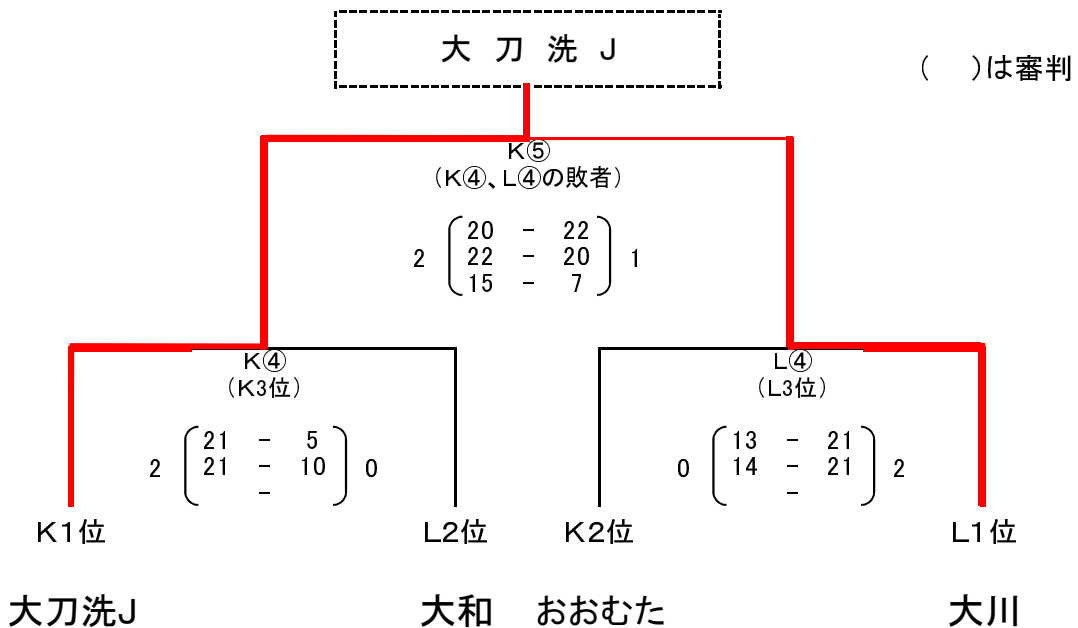 大 刀 洗 J
(　)は審判
K⑤
(K④、L④の敗者)
20 - 22
2 22 - 20 1
15 - 7
K④
(K3位)
L④
(L3位)
21 - 5
2 21 - 10 0
-
13 - 21
0 14 - 21 2
-
K1位 L2位 K2位 L1位
大刀洗J 大和 おおむた 大川